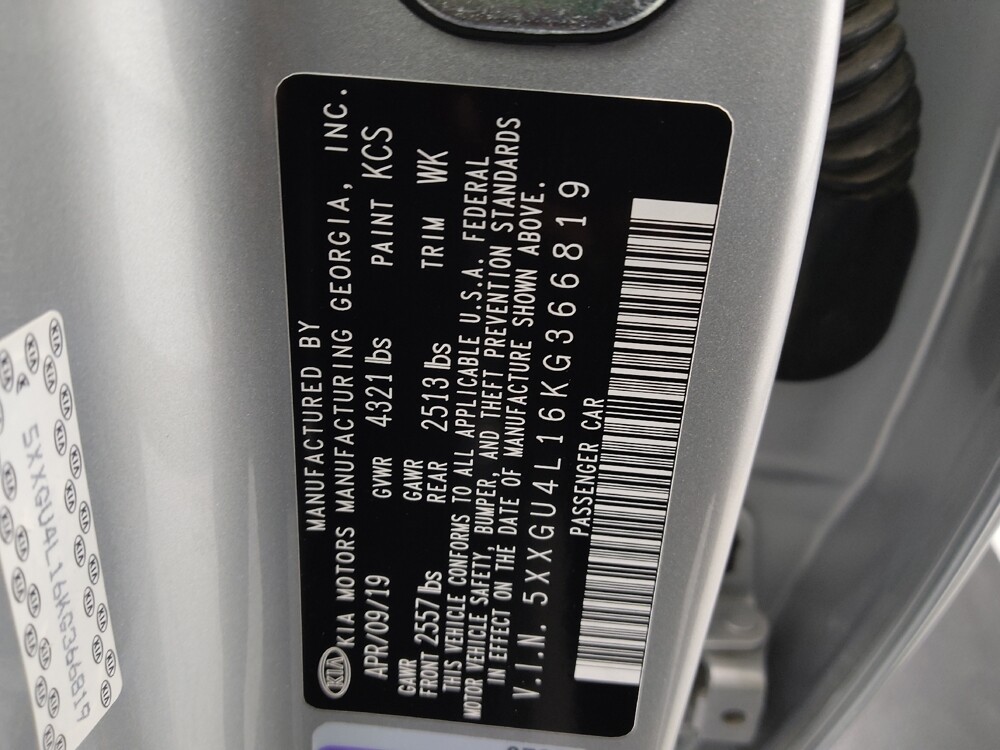 MANUFACTURED BY
KIA KIA MOTORS MANUFACTURING GEORGIA, INC.
APR/09/19 GVWR 4321 lbs PAINT KCS
GAWR FRONT 2557 lbs GAWR REAR 2513 lbs TRIM WK
THIS VEHICLE CONFORMS TO ALL APPLICABLE U.S.A. FEDERAL
MOTOR VEHICLE SAFETY, BUMPER, AND THEFT PREVENTION STANDARDS
IN EFFECT ON THE DATE OF MANUFACTURE SHOWN ABOVE.
V.I.N. 5XXGU4L16KG366819
PASSENGER CAR
5XXGU4L16KG366819